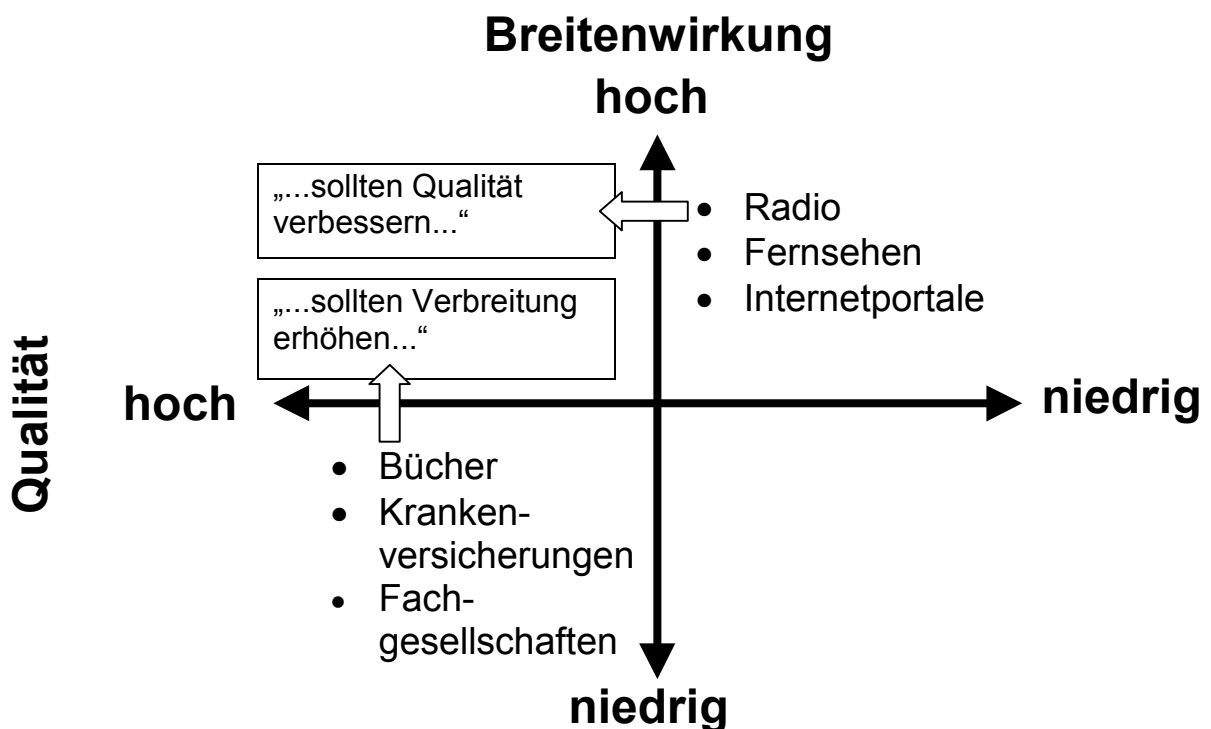 Breitenwirkung
hoch
„...sollten Qualität
verbessern...“
• Radio
• Fernsehen
• Internetportale
„...sollten Verbreitung
erhöhen...“
Qualität
hoch
niedrig
• Bücher
• Kranken-
versicherungen
• Fach-
gesellschaften
niedrig